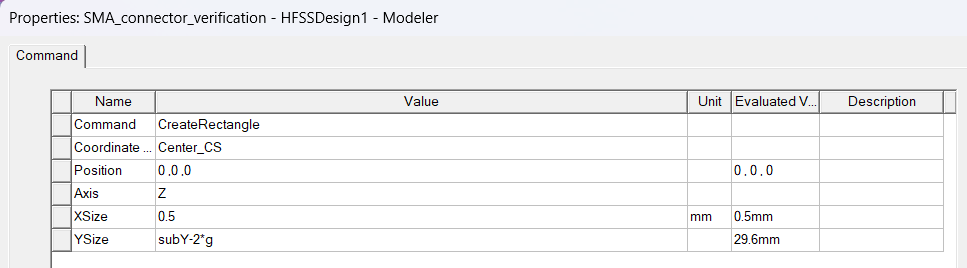 Properties: SMA_connector_verification - HFSSDesign1 - Modeler
Command
Name Value Unit Evaluated V... Description
Command CreateRectangle
Coordinate ... Center_CS
Position 0 ,0 ,0 0 , 0 , 0
Axis Z
XSize 0.5 mm 0.5mm
YSize subY-2*g 29.6mm